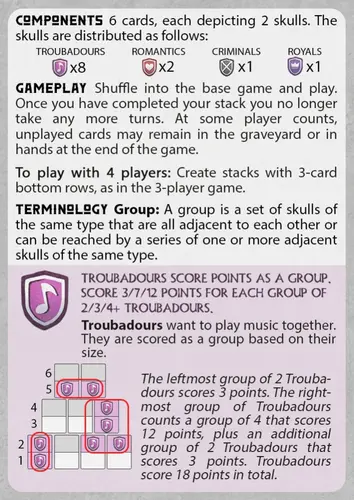 COMPONENTS 6 cards, each depicting 2 skulls. The
skulls are distributed as follows:
TROUBADOURS ROMANTICS CRIMINALS ROYALS
x8 x2 x1 x1
GAMEPLAY Shuffle into the base game and play.
Once you have completed your stack you no longer
take any more turns. At some player counts,
unplayed cards may remain in the graveyard or in
hands at the end of the game.
To play with 4 players: Create stacks with 3-card
bottom rows, as in the 3-player game.
TERMINOLOGY Group: A group is a set of skulls of
the same type that are all adjacent to each other or
can be reached by a series of one or more adjacent
skulls of the same type.
TROUBADOURS SCORE POINTS AS A GROUP.
SCORE 3/7/12 POINTS FOR EACH GROUP OF
2/3/4+ TROUBADOURS.
Troubadours want to play music together.
They are scored as a group based on their
size.
6
5
4
3
2
1
The leftmost group of 2 Trouba-
dours scores 3 points. The right-
most group of Troubadours
counts a group of 4 that scores
12 points, plus an additional
group of 2 Troubadours that
scores 3 points. Troubadours
score 18 points in total.